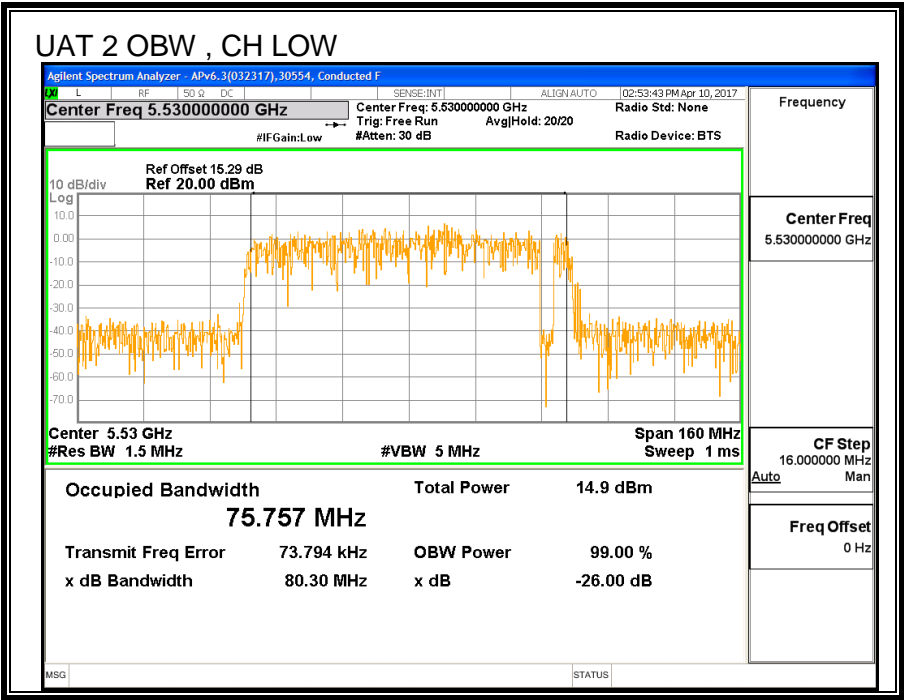 UAT 2 OBW , CH LOW
Agilent Spectrum Analyzer - APv6.3(032317),30554, Conducted F
LXI L RF 50 Ω DC SENSE:INT ALIGN AUTO 02:53:43 PM Apr 10, 2017
Center Freq 5.530000000 GHz
Center Freq: 5.530000000 GHz
Radio Std: None
Trig: Free Run Avg|Hold: 20/20
#IFGain:Low
#Atten: 30 dB
Radio Device: BTS
Frequency
Ref Offset 15.29 dB
10 dB/div Ref 20.00 dBm
Log
10.0
0.00
-10.0
-20.0
-30.0
-40.0
-50.0
-60.0
-70.0
Center 5.53 GHz
Span 160 MHz
#Res BW 1.5 MHz
#VBW 5 MHz
Sweep 1 ms
Occupied Bandwidth
75.757 MHz
Total Power 14.9 dBm
Transmit Freq Error 73.794 kHz
OBW Power 99.00 %
x dB Bandwidth 80.30 MHz
x dB -26.00 dB
Center Freq
5.530000000 GHz
CF Step
16.000000 MHz
Auto Man
Freq Offset
0 Hz
MSG
STATUS